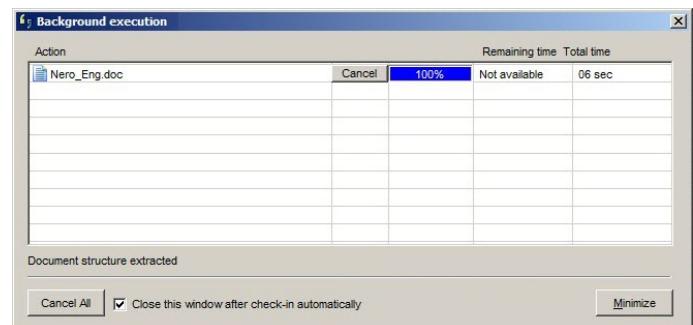 Background execution
Action Remaining time Total time
Nero_Eng.doc Cancel 100% Not available 06 sec
Document structure extracted
Cancel All Close this window after check-in automatically Minimize